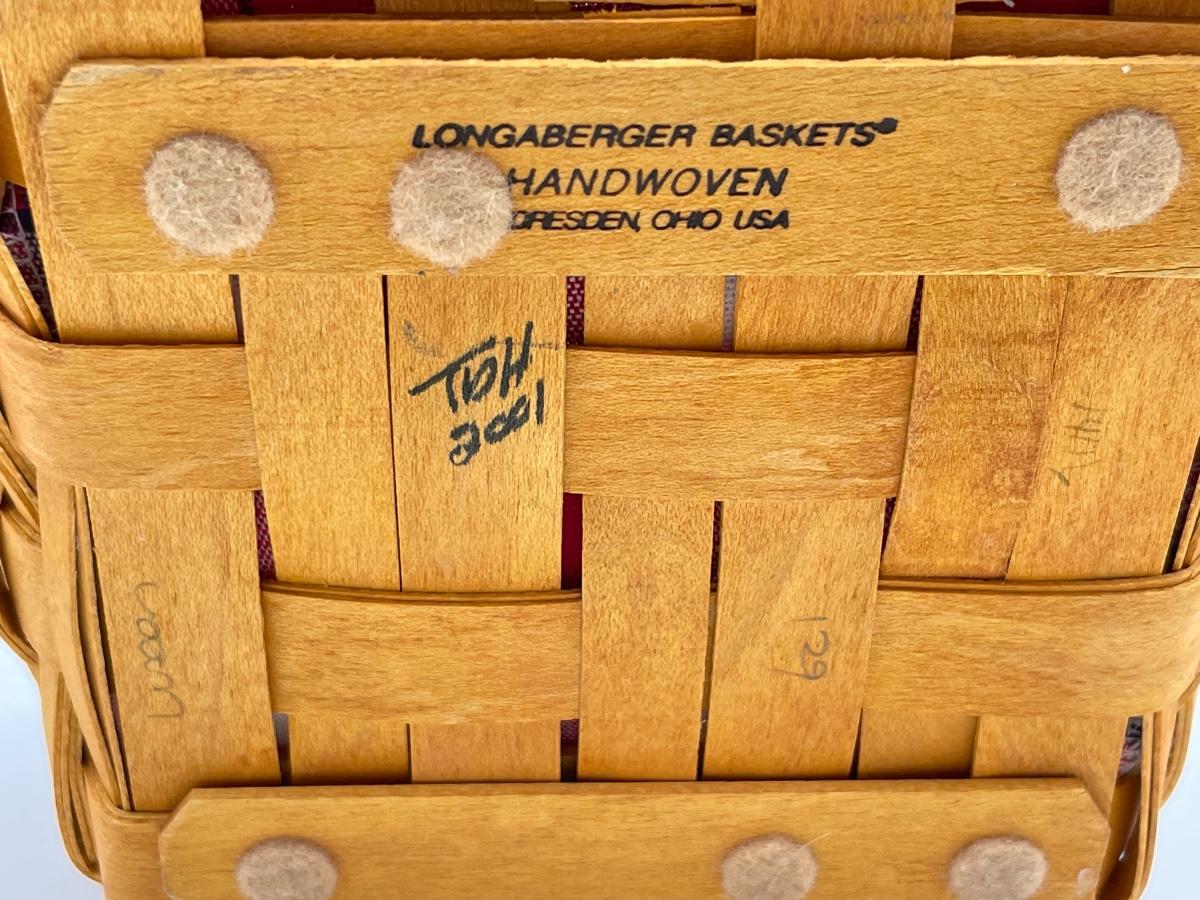 LONGABERGER BASKETS®
HANDWOVEN
DRESDEN, OHIO USA
TDH
2001
129